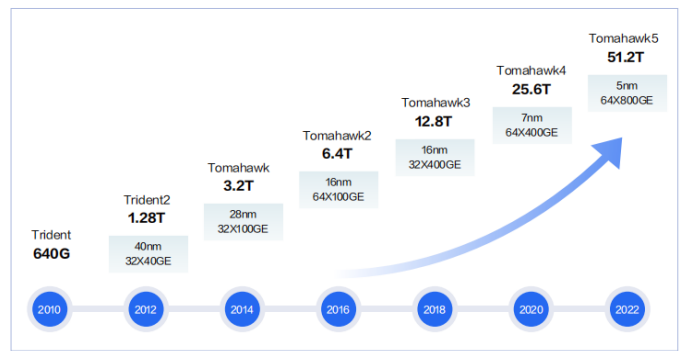 Trident
640G
Trident2
1.28T
40nm
32X40GE
Tomahawk
3.2T
28nm
32X100GE
Tomahawk2
6.4T
16nm
64X100GE
Tomahawk3
12.8T
16nm
32X400GE
Tomahawk4
25.6T
7nm
64X400GE
Tomahawk5
51.2T
5nm
64X800GE
2010
2012
2014
2016
2018
2020
2022